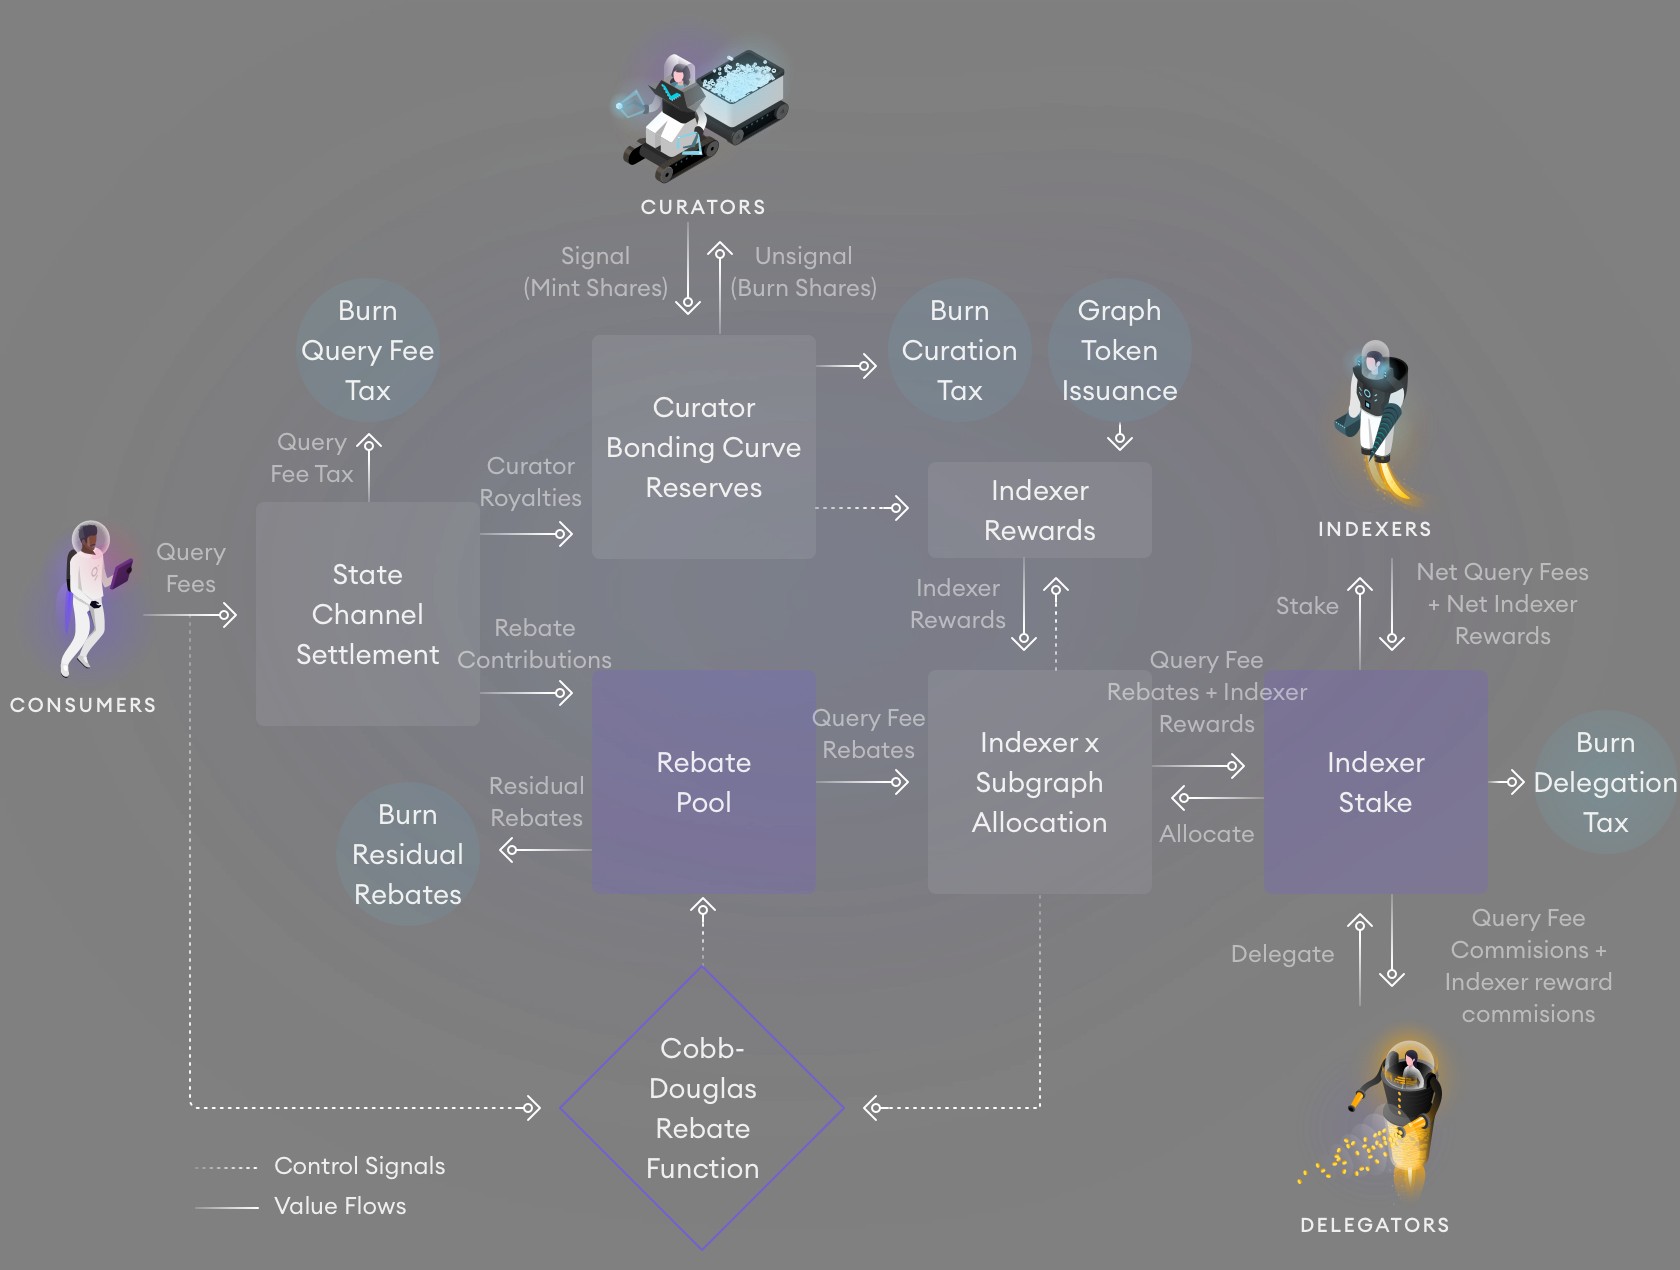 CURATORS
Signal
(Mint Shares)
Unsignal
(Burn Shares)
Burn
Query Fee
Tax
Burn
Curation
Tax
Graph
Token
Issuance
Curator
Bonding Curve
Reserves
Query
Fee Tax
Curator
Royalties
Indexer
Rewards
INDEXERS
Query
Fees
State
Channel
Settlement
Indexer
Rewards
Stake
Net Query Fees
+ Net Indexer
Rewards
Rebate
Contributions
CONSUMERS
Query Fee
Rebates + Indexer
Rewards
Query Fee
Rebates
Rebate
Pool
Indexer x
Subgraph
Allocation
Indexer
Stake
Burn
Delegation
Tax
Residual
Rebates
Burn
Residual
Rebates
Allocate
Delegate
Query Fee
Commisions +
Indexer reward
commisions
Cobb-
Douglas
Rebate
Function
Control Signals
Value Flows
DELEGATORS